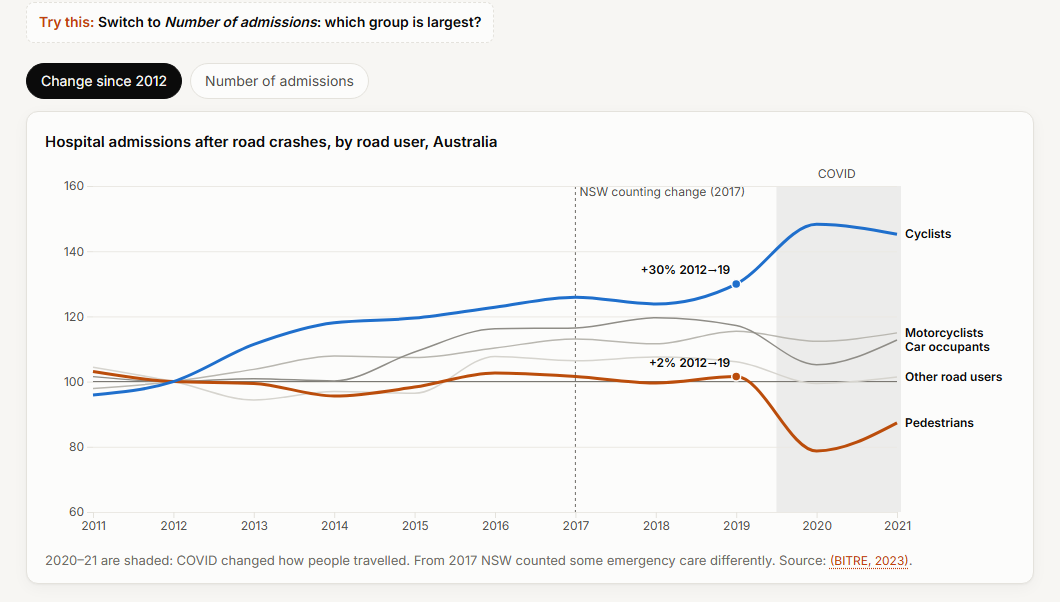 Try this: Switch to Number of admissions: which group is largest?
Change since 2012
Number of admissions
Hospital admissions after road crashes, by road user, Australia
COVID
160
NSW counting change (2017)
140
Cyclists
+30% 2012–19
120
Motorcyclists
Car occupants
+2% 2012–19
100
Other road users
80
Pedestrians
60
2011 2012 2013 2014 2015 2016 2017 2018 2019 2020 2021
2020–21 are shaded: COVID changed how people travelled. From 2017 NSW counted some emergency care differently. Source: (BITRE, 2023).